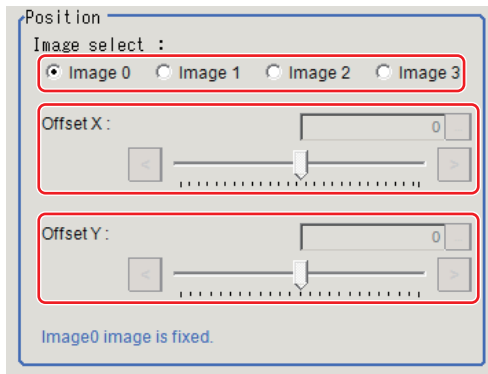 Position
Image select :
Image 0 Image 1 Image 2 Image 3
Offset X : 0 ...
< >
Offset Y : 0 ...
< >
Image0 image is fixed.